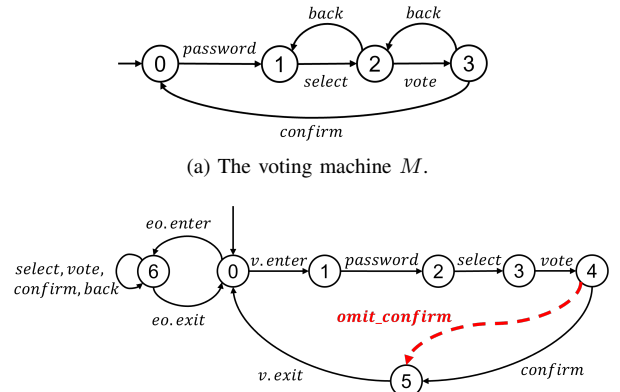 back back
password
0 1 2 3
select vote
confirm
(a) The voting machine M.
eo.enter
v.enter password select vote
select, vote,
confirm, back
6 0 1 2 3 4
omit_confirm
eo.exit
confirm
v.exit
5